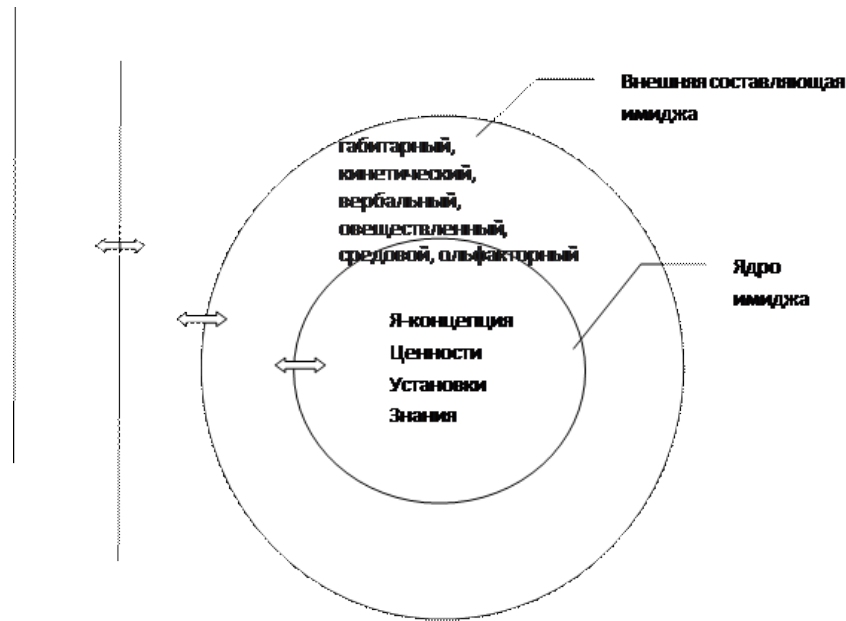 Внешняя составляющая
имиджа
габитарный,
кинетический,
вербальный,
овеществленный,
средовой, ольфакторный
Ядро
имиджа
Я-концепция
Ценности
Установки
Знания